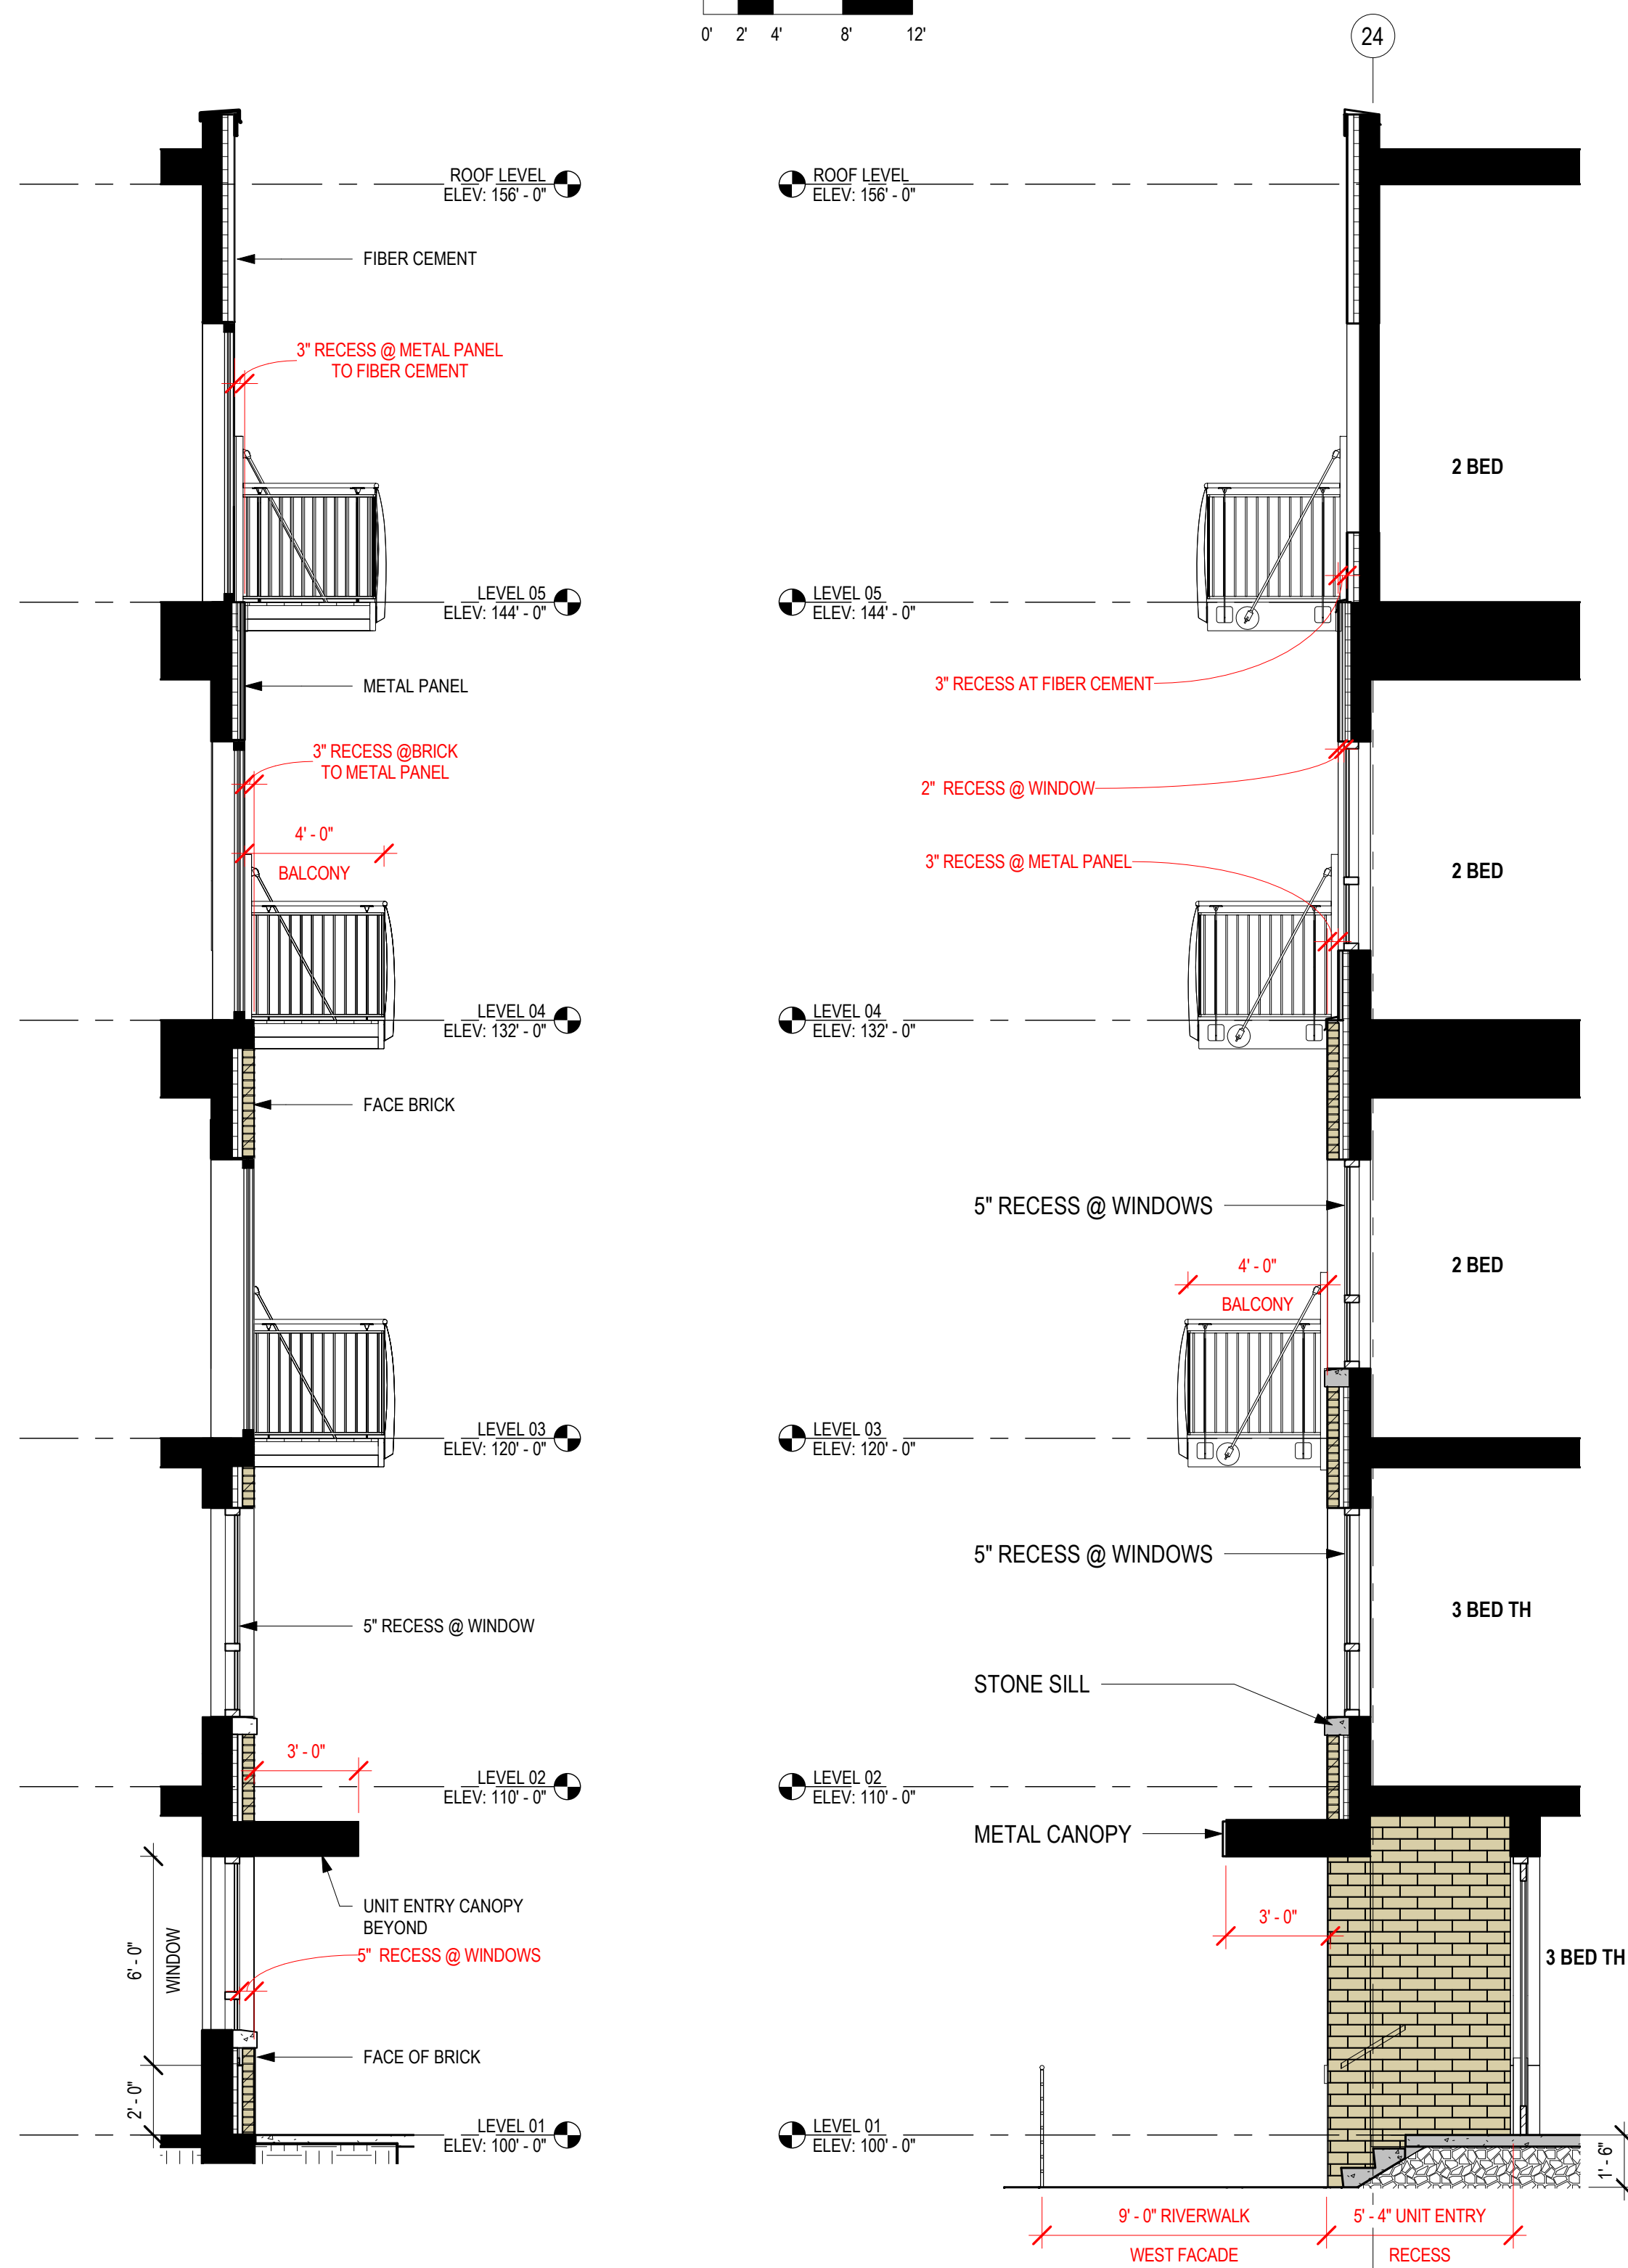 0' 2' 4' 8' 12'
24
ROOF LEVEL
ELEV: 156' - 0"
ROOF LEVEL
ELEV: 156' - 0"
FIBER CEMENT
3" RECESS @ METAL PANEL
TO FIBER CEMENT
2 BED
LEVEL 05
ELEV: 144' - 0"
LEVEL 05
ELEV: 144' - 0"
METAL PANEL
3" RECESS AT FIBER CEMENT
3" RECESS @BRICK
TO METAL PANEL
2" RECESS @ WINDOW
4' - 0"
BALCONY
3" RECESS @ METAL PANEL
2 BED
LEVEL 04
ELEV: 132' - 0"
LEVEL 04
ELEV: 132' - 0"
FACE BRICK
5" RECESS @ WINDOWS
4' - 0"
BALCONY
2 BED
LEVEL 03
ELEV: 120' - 0"
LEVEL 03
ELEV: 120' - 0"
5" RECESS @ WINDOWS
5" RECESS @ WINDOW
3 BED TH
STONE SILL
3' - 0"
LEVEL 02
ELEV: 110' - 0"
LEVEL 02
ELEV: 110' - 0"
METAL CANOPY
UNIT ENTRY CANOPY
BEYOND
3' - 0"
6' - 0"
WINDOW
5" RECESS @ WINDOWS
3 BED TH
FACE OF BRICK
2' - 0"
LEVEL 01
ELEV: 100' - 0"
LEVEL 01
ELEV: 100' - 0"
1' - 6"
9' - 0" RIVERWALK
5' - 4" UNIT ENTRY
WEST FACADE
RECESS